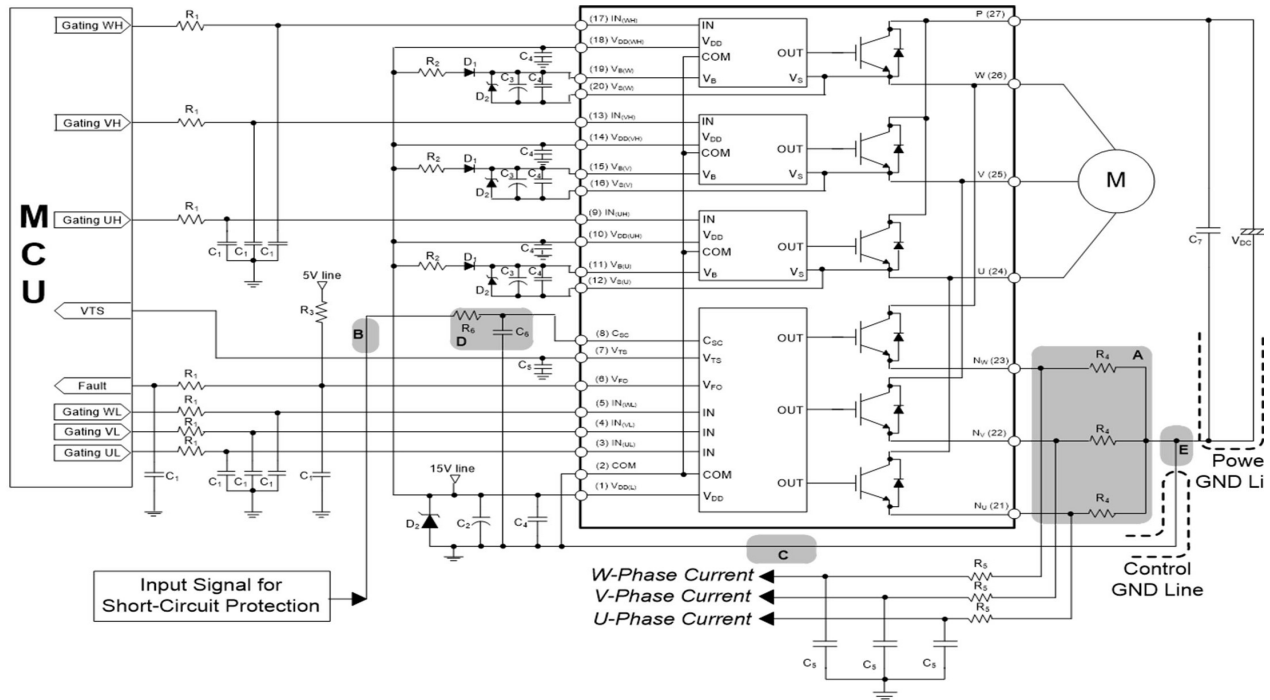 Gating WH
R1
(17) IN(WH)
IN
P (27)
(18) VDD(WH)
VDD
COM
OUT
C4
R2
D1
(19) VB(W)
VB
VS
D2
C3
C4
(20) VS(W)
W (26)
Gating VH
R1
(13) IN(VH)
IN
(14) VDD(VH)
VDD
COM
OUT
C4
R2
D1
(15) VB(V)
VB
VS
D2
C3
C4
(16) VS(V)
V (25)
M
MCU
Gating UH
R1
(9) IN(UH)
IN
(10) VDD(UH)
VDD
COM
OUT
C4
C1
C1
C1
R2
D1
(11) VB(U)
VB
VS
D2
C3
C4
(12) VS(U)
U (24)
C7
VDC
5V line
R3
VTS
B
R6
D
C6
(8) CSC
CSC
OUT
(7) VTS
VTS
C5
NW (23)
R4
A
Fault
R1
(6) VFO
VFO
Gating WL
R1
(5) IN(WL)
IN
OUT
Gating VL
R1
(4) IN(VL)
IN
NV (22)
R4
E
Gating UL
R1
(3) IN(UL)
IN
(2) COM
COM
OUT
C1
C1
C1
C1
C1
15V line
(1) VDD(L)
VDD
NU (21)
R4
GND Li
D2
C2
C4
C
Control
GND Line
Input Signal for
Short-Circuit Protection
W-Phase Current
R5
V-Phase Current
R5
U-Phase Current
R5
C5
C5
C5